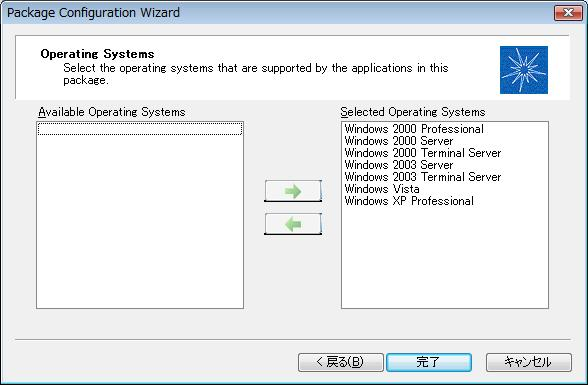 Package Configuration Wizard
Operating Systems
Select the operating systems that are supported by the applications in this
package.
Available Operating Systems
Selected Operating Systems
Windows 2000 Professional
Windows 2000 Server
Windows 2000 Terminal Server
Windows 2003 Server
Windows 2003 Terminal Server
Windows Vista
Windows XP Professional
< 戻る(B)
完了
キャンセル